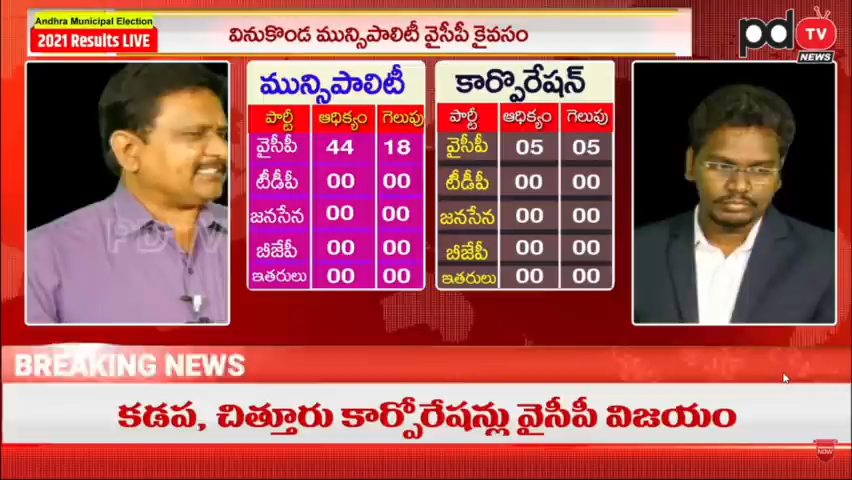 Andhra Municipal Election
2021 Results LIVE
వినుకొండ మున్సిపాలిటీ వైసీపీ కైవసం
pd TV
NEWS
మున్సిపాలిటీ
పార్టీ ఆధిక్యం గెలుపు
వైసీపీ 44 18
టీడీపీ 00 00
జనసేన 00 00
బీజేపీ 00 00
ఇతరులు 00 00
కార్పొరేషన్
పార్టీ ఆధిక్యం గెలుపు
వైసీపీ 05 05
టీడీపీ 00 00
జనసేన 00 00
బీజేపీ 00 00
ఇతరులు 00 00
PDTV
BREAKING NEWS
కడప, చిత్తూరు కార్పోరేషన్లు వైసీపీ విజయం
NOW